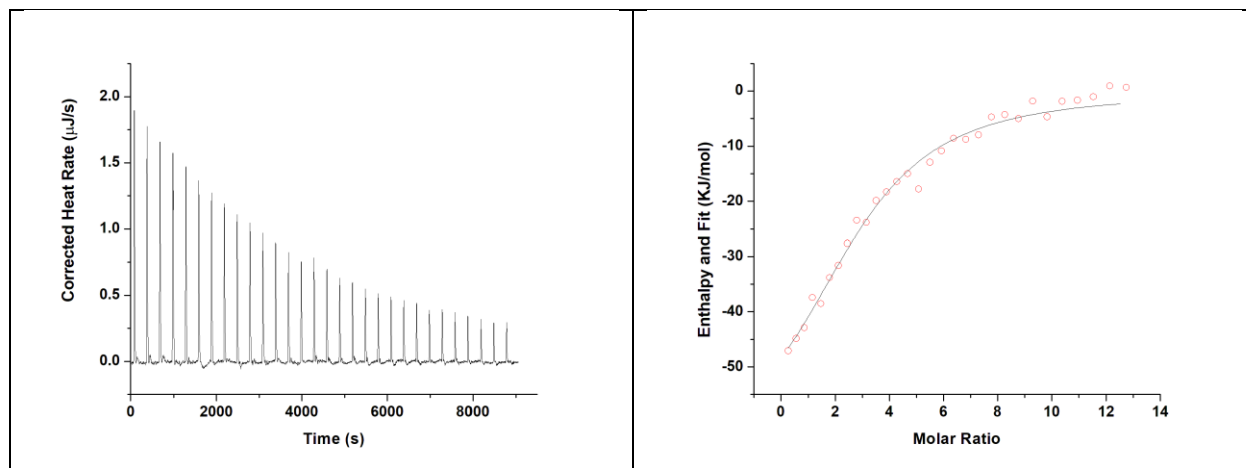 2.0
1.5
1.0
0.5
0.0
Corrected Heat Rate (µJ/s)
0 2000 4000 6000 8000
Time (s)
0
-10
-20
-30
-40
-50
Enthalpy and Fit (KJ/mol)
0 2 4 6 8 10 12 14
Molar Ratio